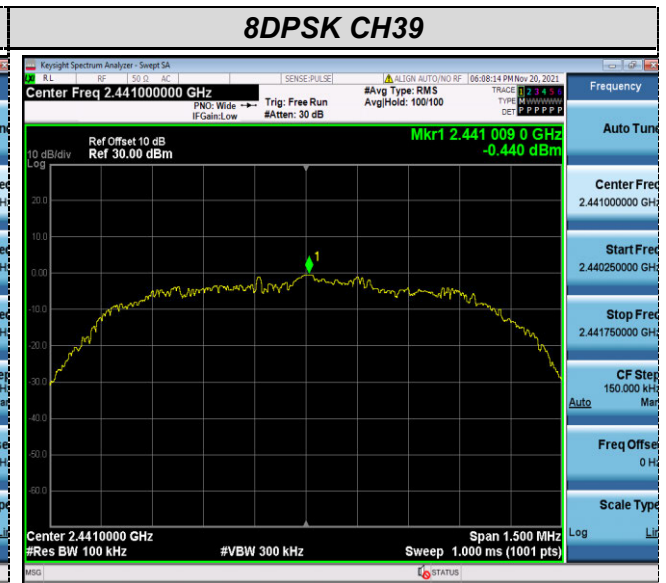 8DPSK CH39
Keysight Spectrum Analyzer - Swept SA
RL RF 50 Ω AC SENSE:PULSE ALIGN AUTO/NO RF 06:08:14 PM Nov 20, 2021
Center Freq 2.441000000 GHz
PNO: Wide
IFGain:Low
Trig: Free Run
#Atten: 30 dB
#Avg Type: RMS
Avg|Hold: 100/100
TRACE 1 2 3 4 5 6
TYPE M WWWWW
DET P P P P P P
Frequency
Ref Offset 10 dB
10 dB/div Ref 30.00 dBm
Log
Mkr1 2.441 009 0 GHz
-0.440 dBm
20.0
10.0
0.00
-10.0
-20.0
-30.0
-40.0
-50.0
-60.0
1
Center 2.4410000 GHz Span 1.500 MHz
#Res BW 100 kHz #VBW 300 kHz Sweep 1.000 ms (1001 pts)
MSG STATUS
Auto Tune
Center Freq
2.441000000 GHz
Start Freq
2.440250000 GHz
Stop Freq
2.441750000 GHz
CF Step
150.000 kHz
Auto Man
Freq Offset
0 Hz
Scale Type
Log Lin